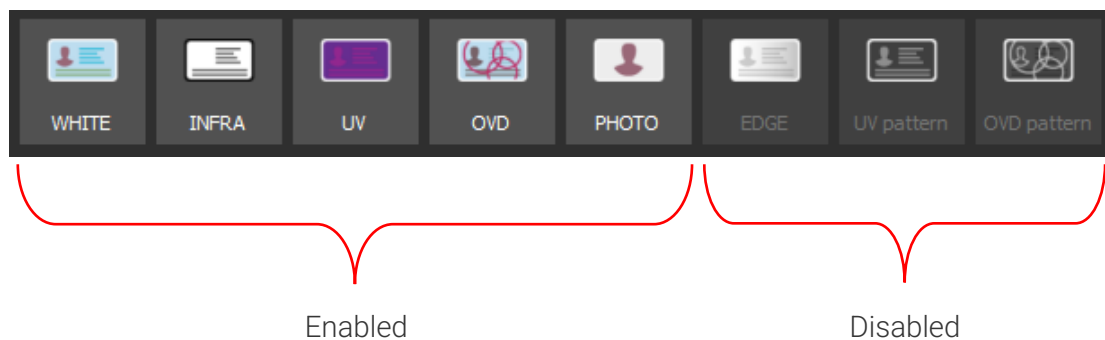 WHITE INFRA UV OVD PHOTO EDGE UV pattern OVD pattern
Enabled Disabled